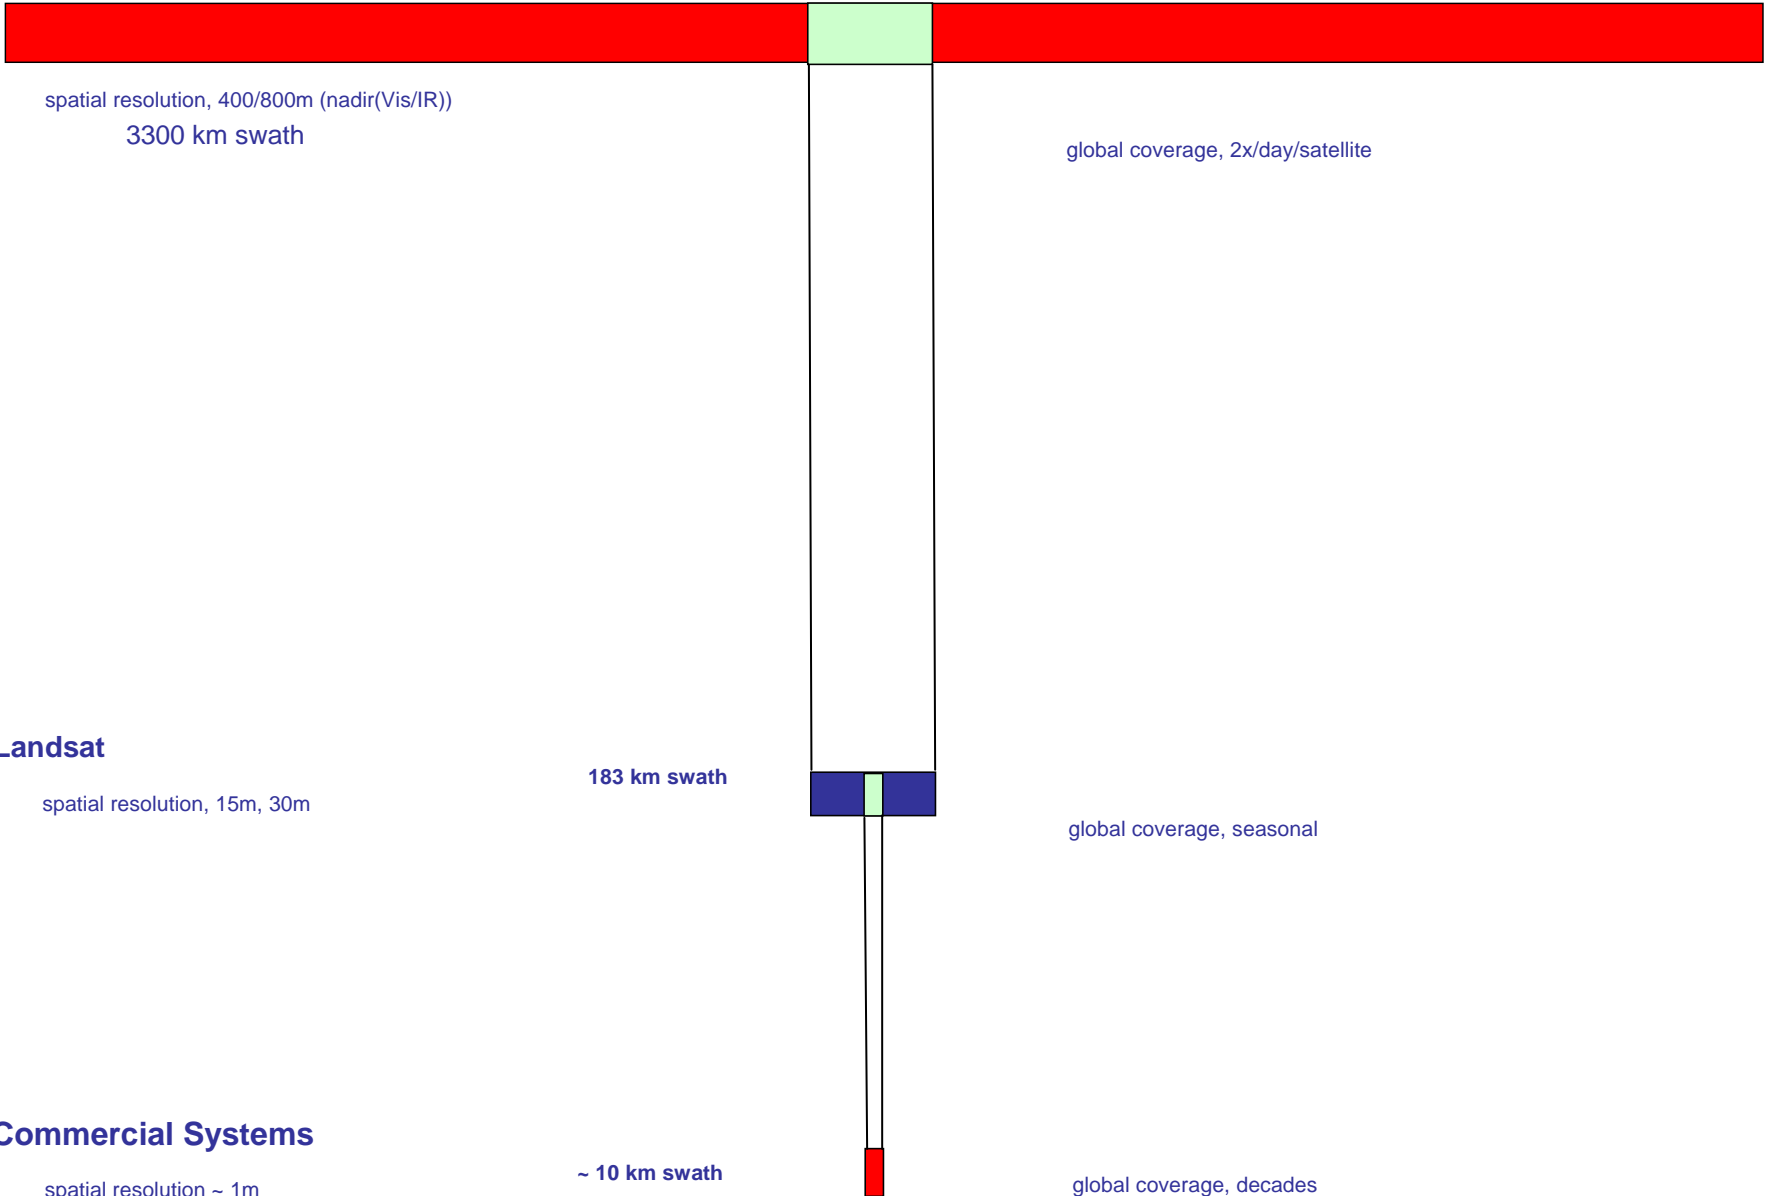 spatial resolution, 400/800m (nadir(Vis/IR))
3300 km swath
global coverage, 2x/day/satellite
Landsat
183 km swath
spatial resolution, 15m, 30m
global coverage, seasonal
Commercial Systems
~ 10 km swath
spatial resolution ~ 1m
global coverage, decades